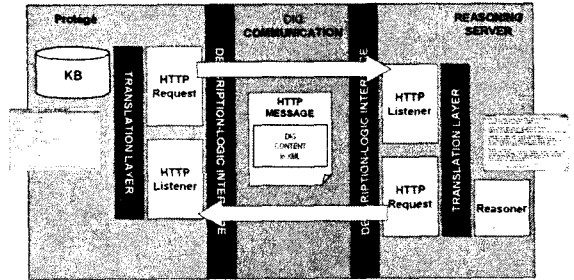 Protégé
DIG
COMMUNICATION
REASONING
SERVER
KB
TRANSLATION LAYER
HTTP
Request
HTTP
Listener
DESCRIPTION-LOGIC INTERFACE
HTTP
MESSAGE
DIG
CONTENT
in XML
DESCRIPTION-LOGIC INTERFACE
HTTP
Listener
HTTP
Request
TRANSLATION LAYER
Reasoner